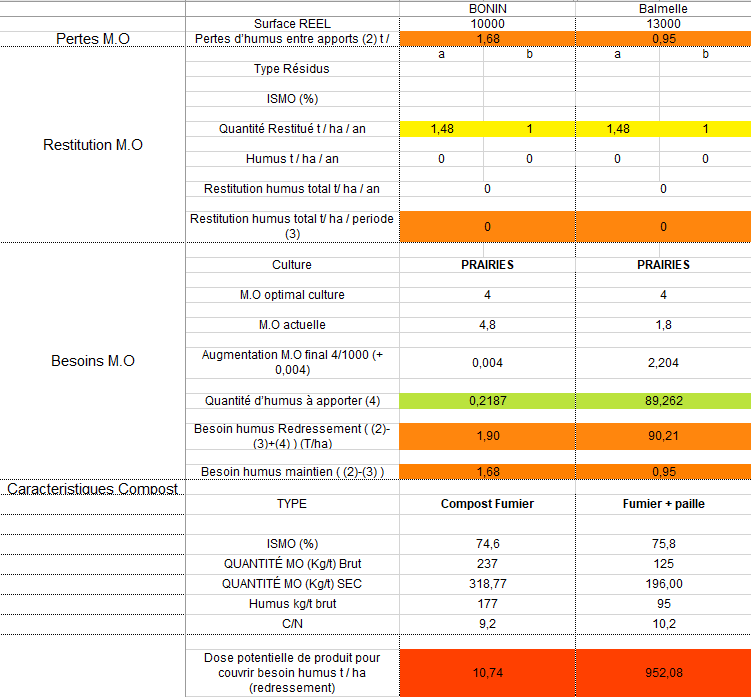 BONIN Balmelle
Surface REEL 10000 13000
Pertes M.O Pertes d'humus entre apports (2) t / 1,68 0,95
a b a b
Type Résidus
ISMO (%)
Restitution M.O
Quantité Restitué t / ha / an 1,48 1 1,48 1
Humus t / ha / an 0 0 0 0
Restitution humus total t/ ha / an 0 0
Restitution humus total t/ ha / periode
(3) 0 0
Culture PRAIRIES PRAIRIES
M.O optimal culture 4 4
M.O actuelle 4,8 1,8
Besoins M.O
Augmentation M.O final 4/1000 (+
0,004) 0,004 2,204
Quantité d'humus à apporter (4) 0,2187 89,262
Besoin humus Redressement ( (2)-
(3)+(4) ) (T/ha) 1,90 90,21
Besoin humus maintien ( (2)-(3) ) 1,68 0,95
Caracteristiques Compost
TYPE Compost Fumier Fumier + paille
ISMO (%) 74,6 75,8
QUANTITÉ MO (Kg/t) Brut 237 125
QUANTITÉ MO (Kg/t) SEC 318,77 196,00
Humus kg/t brut 177 95
C/N 9,2 10,2
Dose potentielle de produit pour
couvrir besoin humus t / ha
(redressement) 10,74 952,08